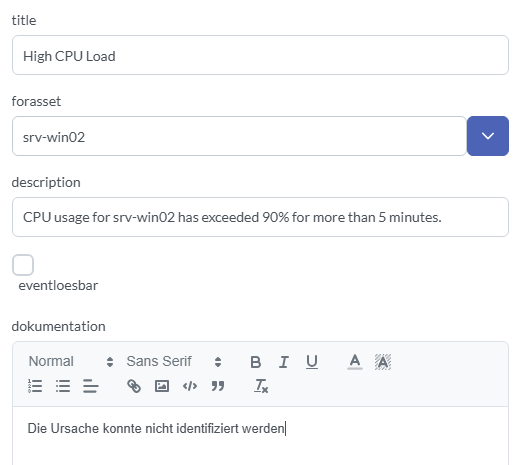 title
High CPU Load
forasset
srv-win02
description
CPU usage for srv-win02 has exceeded 90% for more than 5 minutes.
eventloesbar
dokumentation
Normal Sans Serif B I U A A
Die Ursache konnte nicht identifiziert werden